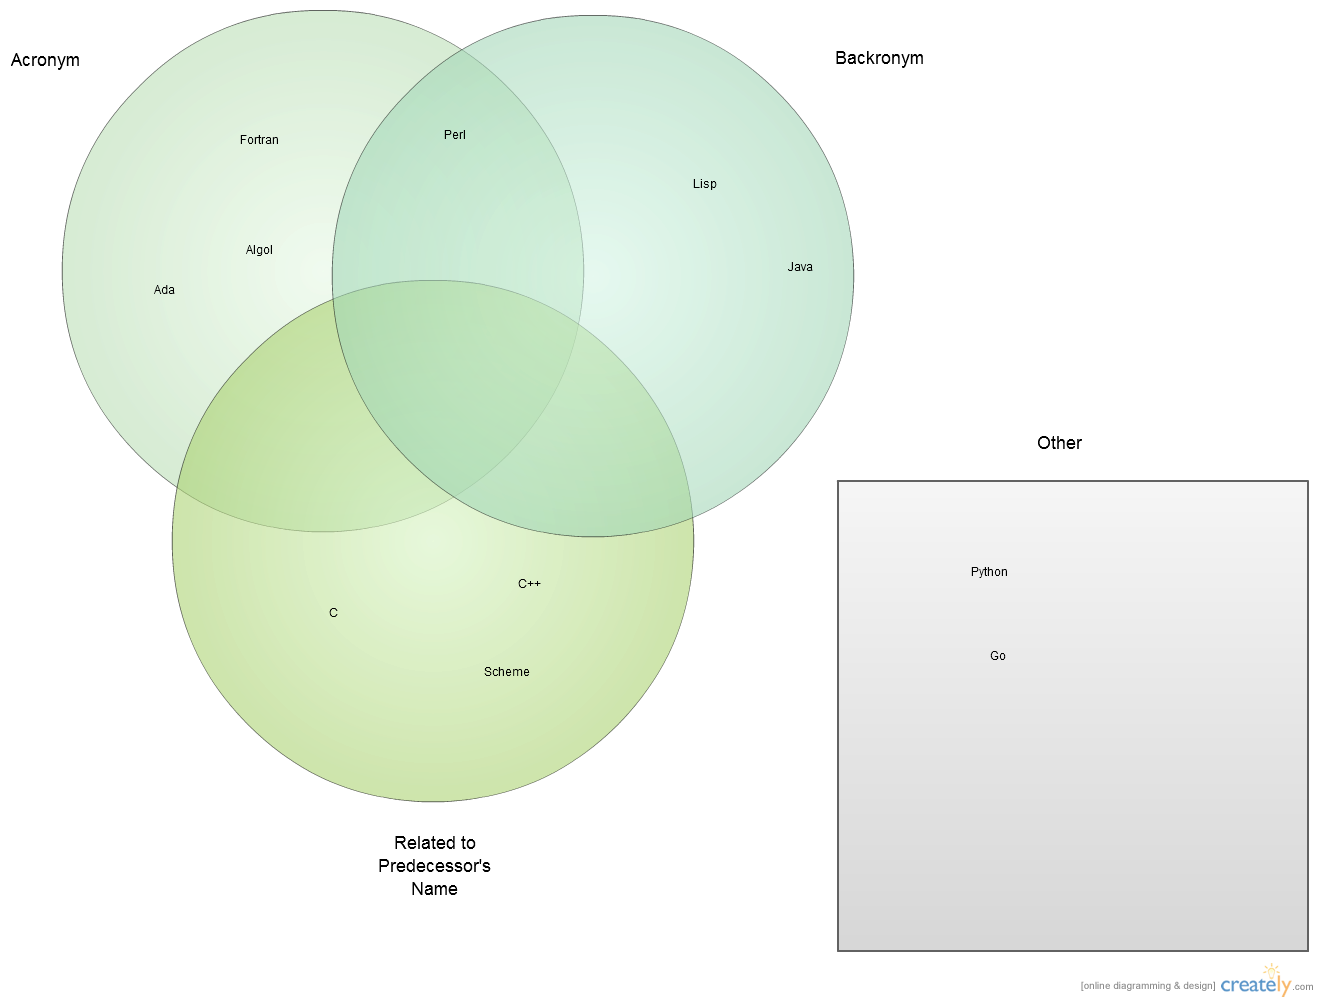 Acronym
Backronym
Fortran
Perl
Lisp
Algol
Java
Ada
Other
Python
C++
C
Go
Scheme
Related to
Predecessor's
Name
[online diagramming & design] creately.com